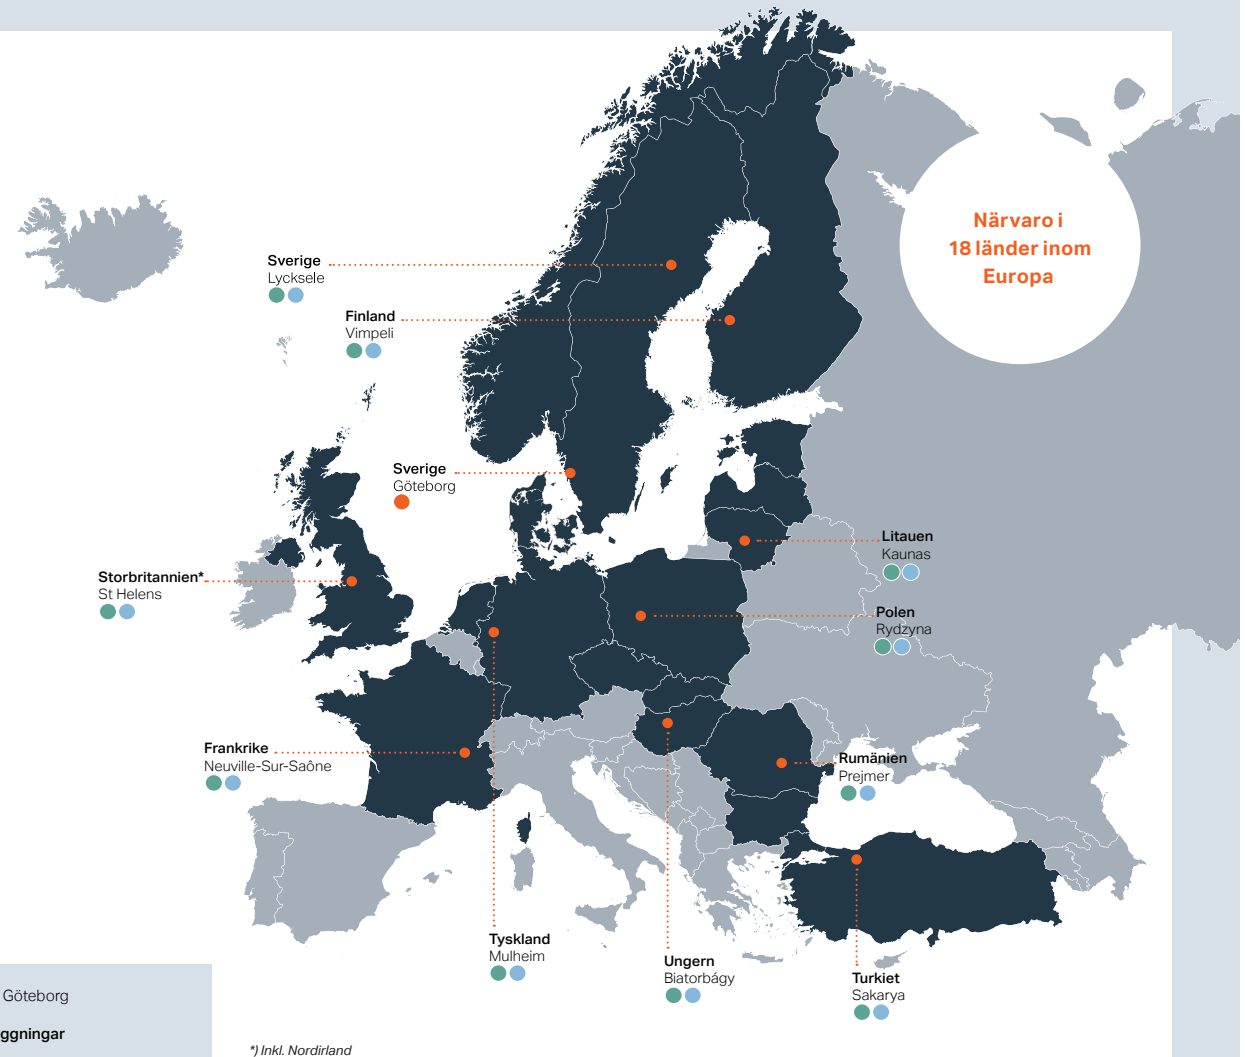 Närvaro i
18 länder inom
Europa
Sverige
Lycksele
Finland
Vimpeli
Sverige
Göteborg
Litauen
Kaunas
Storbritannien*
St Helens
Polen
Rydzyna
Frankrike
Neuville-Sur-Saône
Rumänien
Prejmer
Tyskland
Mulheim
Ungern
Biatorbágy
Turkiet
Sakarya
Göteborg
ggningar
*) Inkl. Nordirland